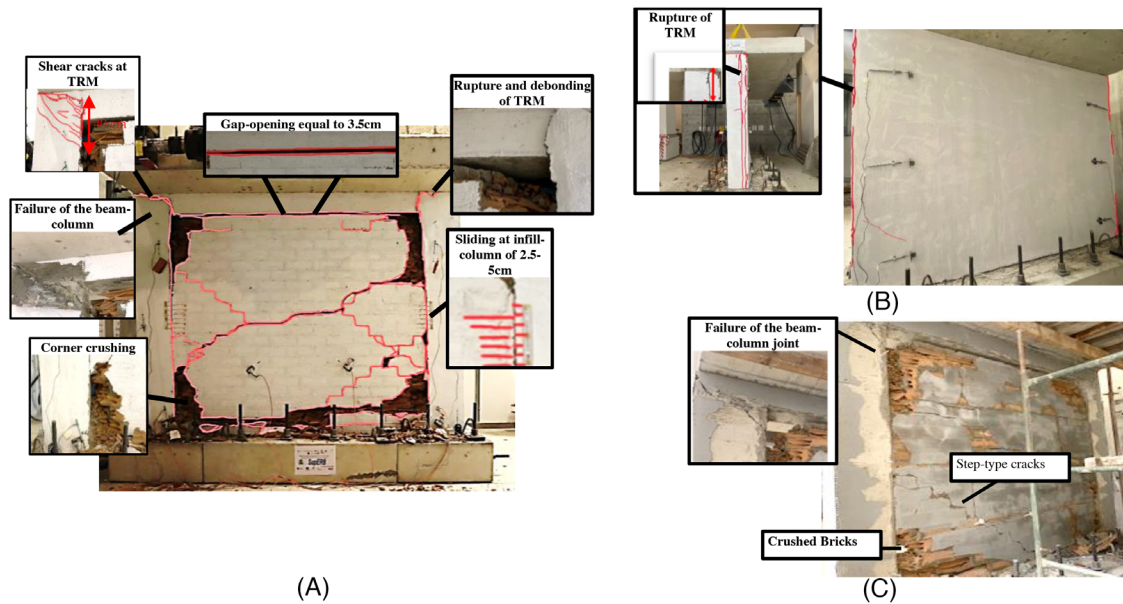 Shear cracks at
TRM
Gap-opening equal to 3.5cm
Rupture and debonding
of TRM
Failure of the beam-
column
Sliding at infill-
column of 2.5-
5cm
Corner crushing
SupERB
(A)
Rupture of
TRM
(B)
Failure of the beam-
column joint
Step-type cracks
Crushed Bricks
(C)